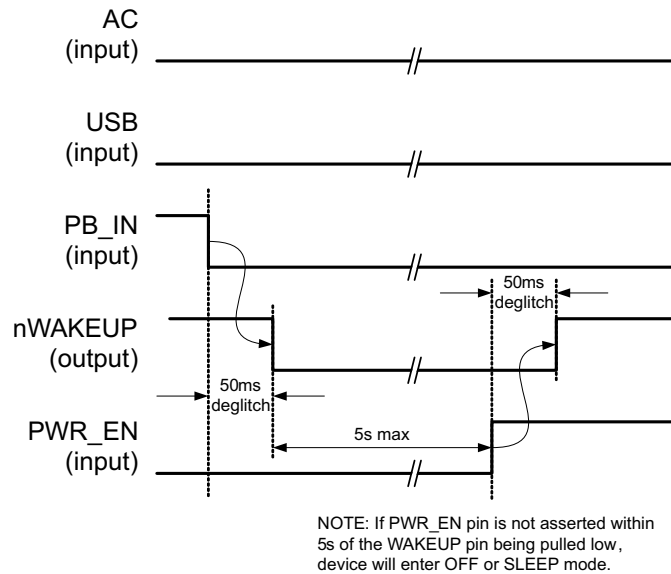 AC
(input)
USB
(input)
PB_IN
(input)
50ms
deglitch
nWAKEUP
(output)
50ms
deglitch
PWR_EN
(input)
5s max
NOTE: If PWR_EN pin is not asserted within
5s of the WAKEUP pin being pulled low,
device will enter OFF or SLEEP mode.